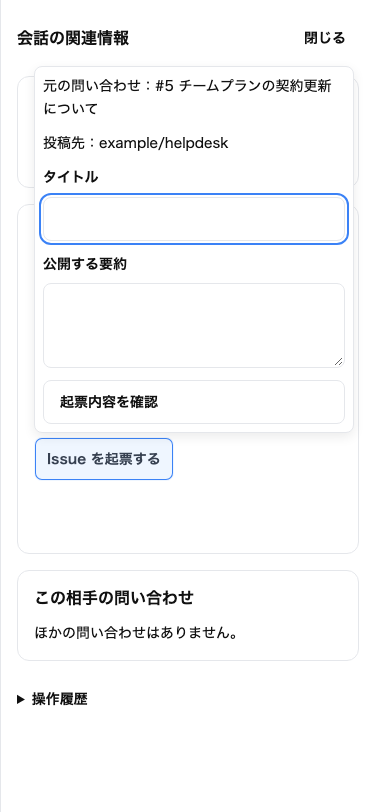 会話の関連情報
閉じる
元の問い合わせ：#5 チームプランの契約更新
について
投稿先：example/helpdesk
タイトル
公開する要約
起票内容を確認
Issue を起票する
この相手の問い合わせ
ほかの問い合わせはありません。
▶ 操作履歴